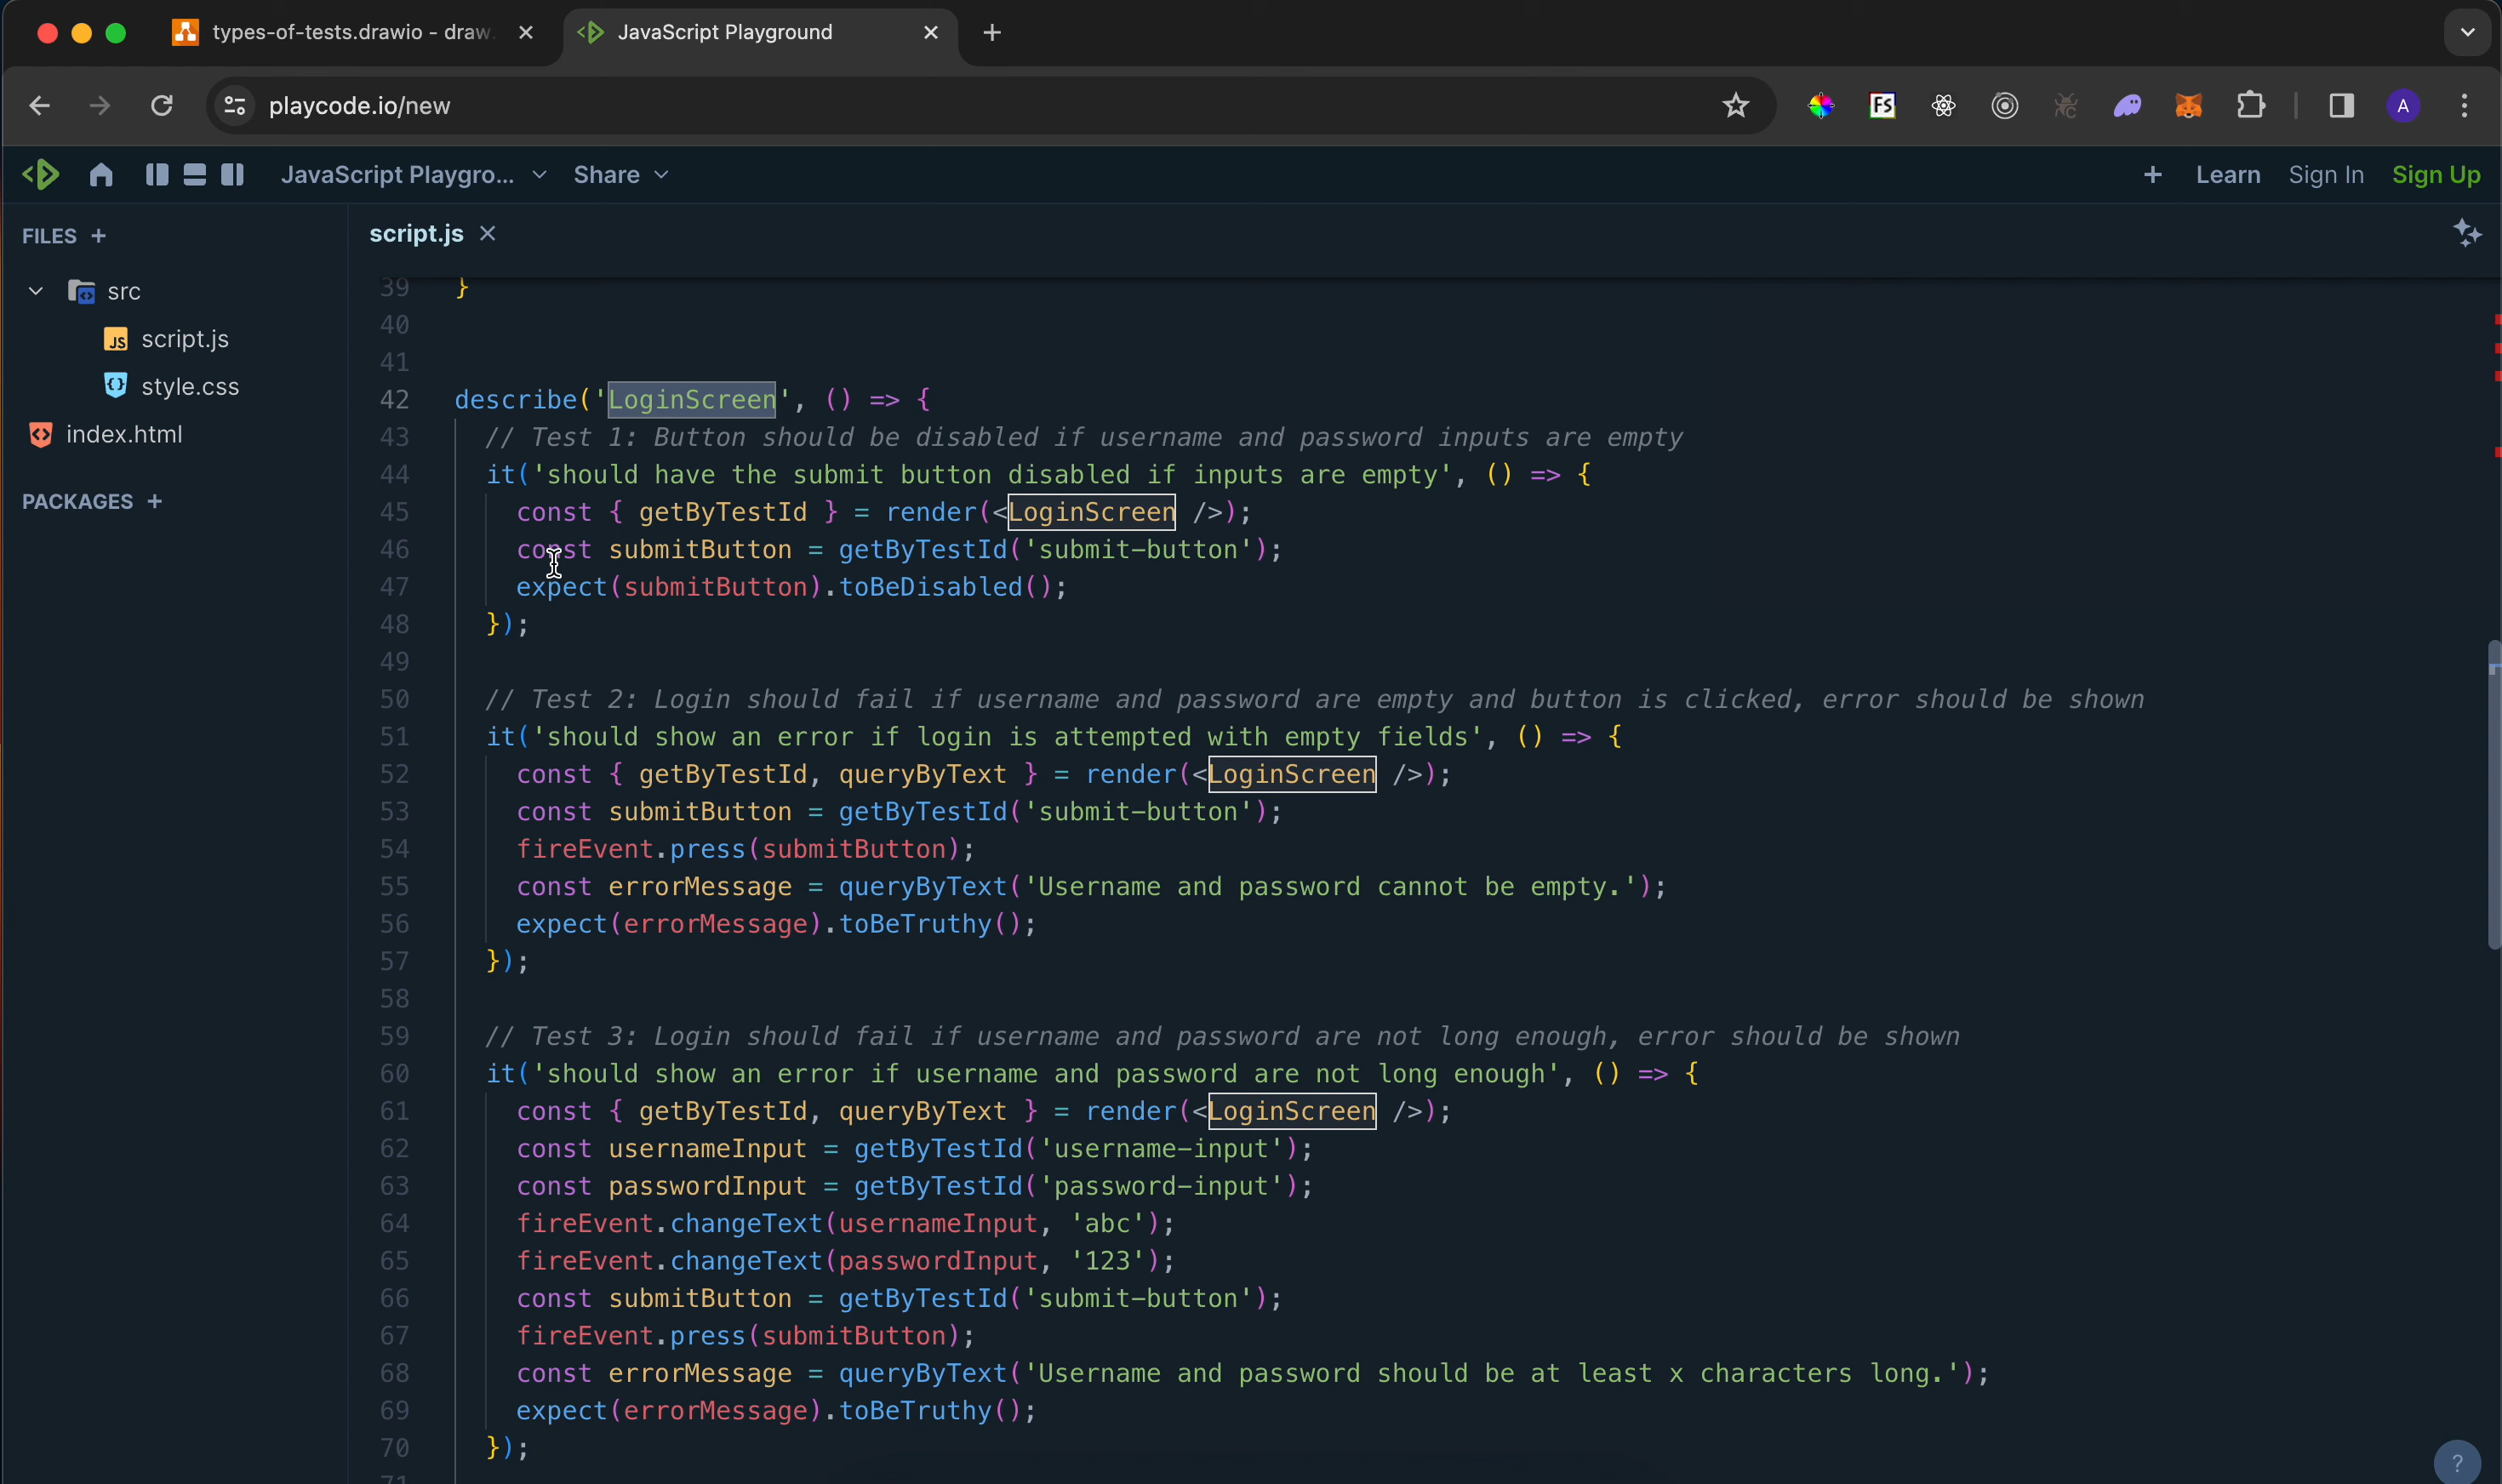 types-of-tests.drawio - draw.
JavaScript Playground
playcode.io/new
FS
A
JavaScript Playgro...
Share
Learn
Sign In
Sign Up
FILES +
script.js
src
JS script.js
style.css
index.html
PACKAGES +
39 }
40
41
42 describe('LoginScreen', () => {
43 // Test 1: Button should be disabled if username and password inputs are empty
44 it('should have the submit button disabled if inputs are empty', () => {
45 const { getByTestId } = render(<LoginScreen />);
46 const submitButton = getByTestId('submit-button');
47 expect(submitButton).toBeDisabled();
48 });
49
50 // Test 2: Login should fail if username and password are empty and button is clicked, error should be shown
51 it('should show an error if login is attempted with empty fields', () => {
52 const { getByTestId, queryByText } = render(<LoginScreen />);
53 const submitButton = getByTestId('submit-button');
54 fireEvent.press(submitButton);
55 const errorMessage = queryByText('Username and password cannot be empty.');
56 expect(errorMessage).toBeTruthy();
57 });
58
59 // Test 3: Login should fail if username and password are not long enough, error should be shown
60 it('should show an error if username and password are not long enough', () => {
61 const { getByTestId, queryByText } = render(<LoginScreen />);
62 const usernameInput = getByTestId('username-input');
63 const passwordInput = getByTestId('password-input');
64 fireEvent.changeText(usernameInput, 'abc');
65 fireEvent.changeText(passwordInput, '123');
66 const submitButton = getByTestId('submit-button');
67 fireEvent.press(submitButton);
68 const errorMessage = queryByText('Username and password should be at least x characters long.');
69 expect(errorMessage).toBeTruthy();
70 });
71
?